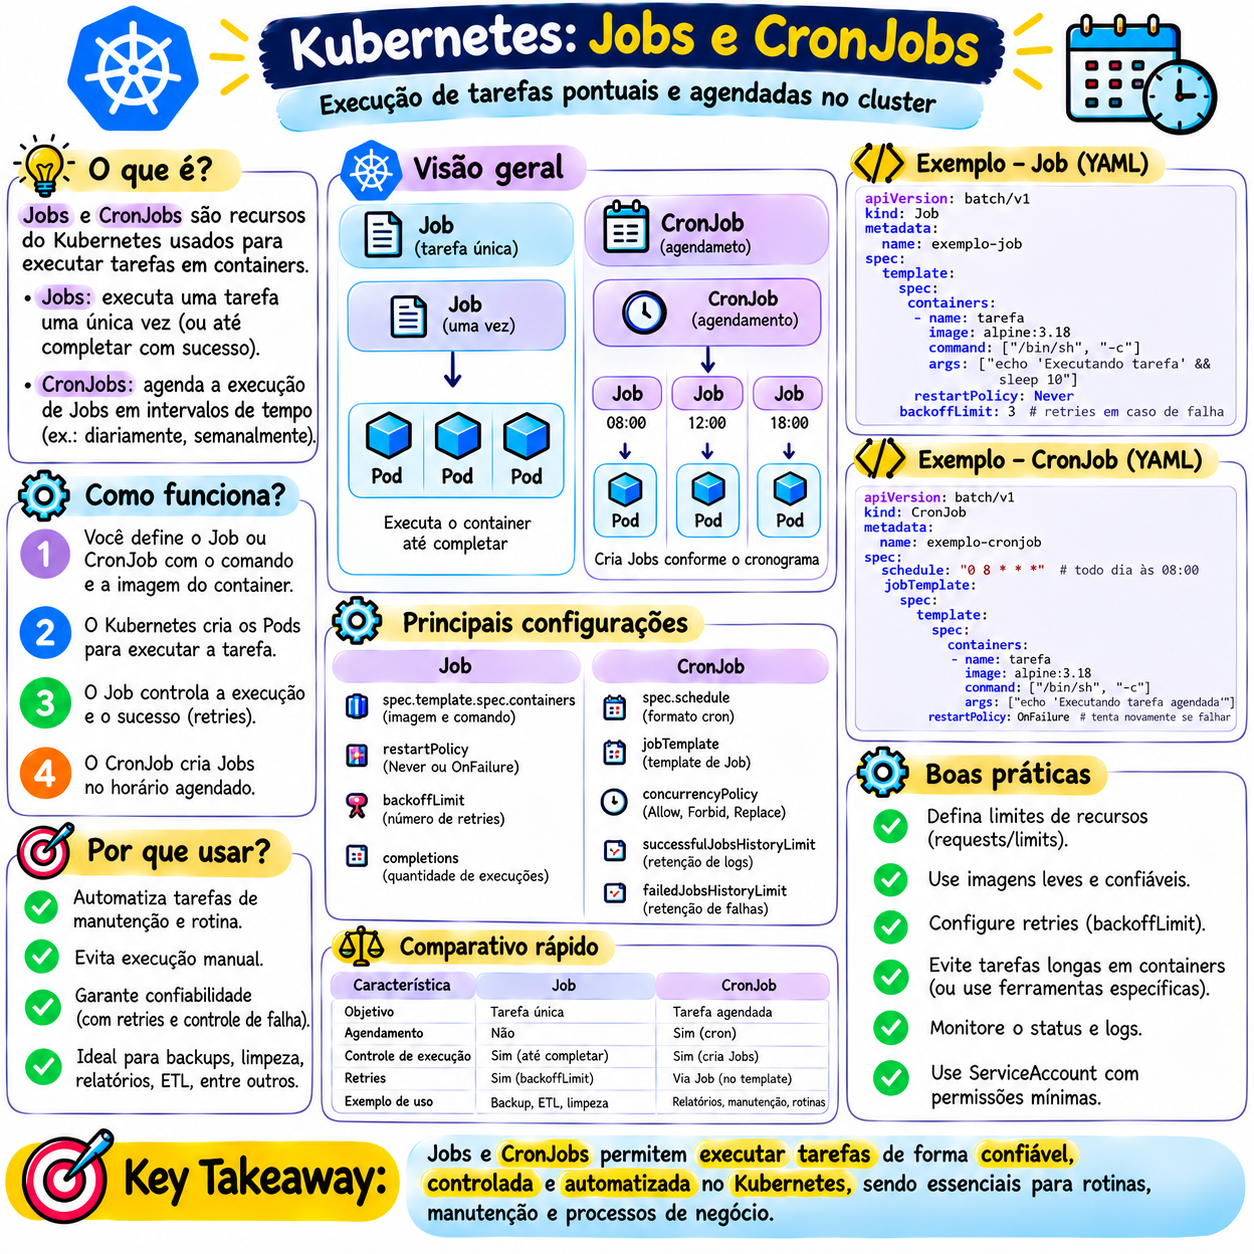 Kubernetes: Jobs e CronJobs
Execução de tarefas pontuais e agendadas no cluster
O que é?
Jobs e CronJobs são recursos
do Kubernetes usados para
executar tarefas em containers.
• Jobs: executa uma tarefa
uma única vez (ou até
completar com sucesso).
• CronJobs: agenda a execução
de Jobs em intervalos de tempo
(ex.: diariamente, semanalmente).
Como funciona?
1
Você define o Job ou
CronJob com o comando
e a imagem do container.
2
O Kubernetes cria os Pods
para executar a tarefa.
3
O Job controla a execução
e o sucesso (retries).
4
O CronJob cria Jobs
no horário agendado.
Por que usar?
Automatiza tarefas de
manutenção e rotina.
Evita execução manual.
Garante confiabilidade
(com retries e controle de falha).
Ideal para backups, limpeza,
relatórios, ETL, entre outros.
Visão geral
Job
(tarefa única)
Job
(uma vez)
Pod Pod Pod
Executa o container
até completar
CronJob
(agendameto)
CronJob
(agendamento)
Job Job Job
08:00 12:00 18:00
Pod Pod Pod
Cria Jobs conforme o cronograma
Principais configurações
Job
spec.template.spec.containers
(imagem e comando)
restartPolicy
(Never ou OnFailure)
backoffLimit
(número de retries)
completions
(quantidade de execuções)
CronJob
spec.schedule
(formato cron)
jobTemplate
(template de Job)
concurrencyPolicy
(Allow, Forbid, Replace)
successfulJobsHistoryLimit
(retenção de logs)
failedJobsHistoryLimit
(retenção de falhas)
Comparativo rápido
Característica Job CronJob
Objetivo Tarefa única Tarefa agendada
Agendamento Não Sim (cron)
Controle de execução Sim (até completar) Sim (cria Jobs)
Retries Sim (backoffLimit) Via Job (no template)
Exemplo de uso Backup, ETL, limpeza Relatórios, manutenção, rotinas
</> Exemplo – Job (YAML)
apiVersion: batch/v1
kind: Job
metadata:
name: exemplo-job
spec:
template:
spec:
containers:
- name: tarefa
image: alpine:3.18
command: ["/bin/sh", "-c"]
args: ["echo 'Executando tarefa' &&
sleep 10"]
restartPolicy: Never
backoffLimit: 3 # retries em caso de falha
</> Exemplo – CronJob (YAML)
apiVersion: batch/v1
kind: CronJob
metadata:
name: exemplo-cronjob
spec:
schedule: "0 8 * * *" # todo dia às 08:00
jobTemplate:
spec:
template:
spec:
containers:
- name: tarefa
image: alpine:3.18
command: ["/bin/sh", "-c"]
args: ["echo 'Executando tarefa agendada'"]
restartPolicy: OnFailure # tenta novamente se falhar
Boas práticas
Defina limites de recursos
(requests/limits).
Use imagens leves e confiáveis.
Configure retries (backoffLimit).
Evite tarefas longas em containers
(ou use ferramentas específicas).
Monitore o status e logs.
Use ServiceAccount com
permissões mínimas.
Key Takeaway:
Jobs e CronJobs permitem executar tarefas de forma confiável,
controlada e automatizada no Kubernetes, sendo essenciais para rotinas,
manutenção e processos de negócio.